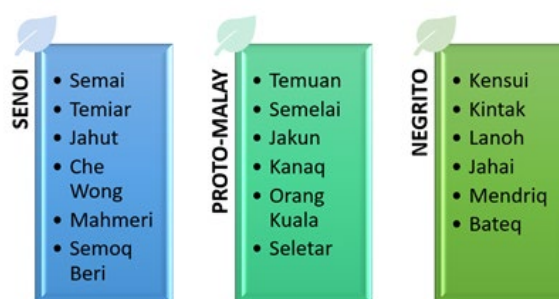 SENOI
• Semai
• Temiar
• Jahut
• Che
Wong
• Mahmeri
• Semoq
Beri
PROTO-MALAY
• Temuan
• Semelai
• Jakun
• Kanaq
• Orang
Kuala
• Seletar
NEGRITO
• Kensui
• Kintak
• Lanoh
• Jahai
• Mendriq
• Bateq